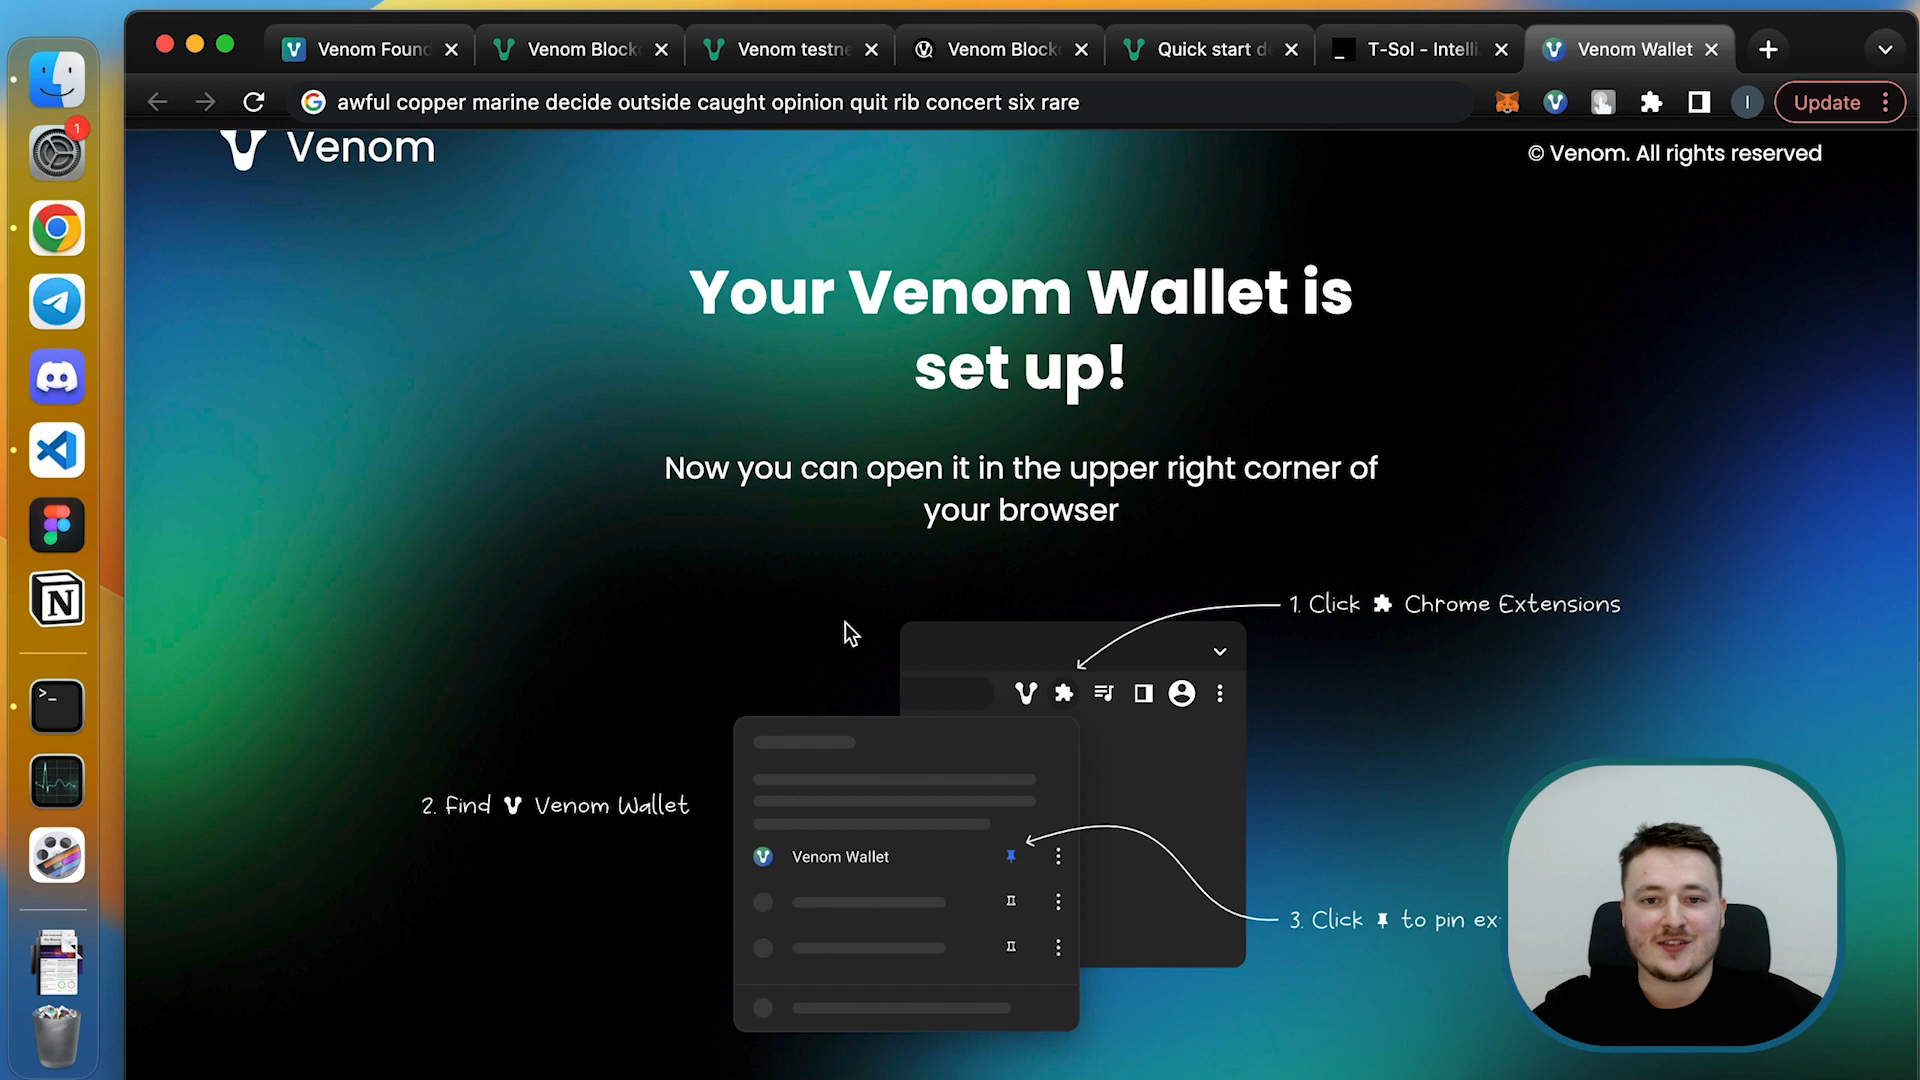 Venom Foun
Venom Block
Venom testne
Venom Block
Quick start d
T-Sol - Intelli
Venom Wallet
awful copper marine decide outside caught opinion quit rib concert six rare
I
Update
1
Venom
© Venom. All rights reserved
Your Venom Wallet is
set up!
Now you can open it in the upper right corner of
your browser
1. Click Chrome Extensions
2. Find Venom Wallet
Venom Wallet
3. Click to pin ex